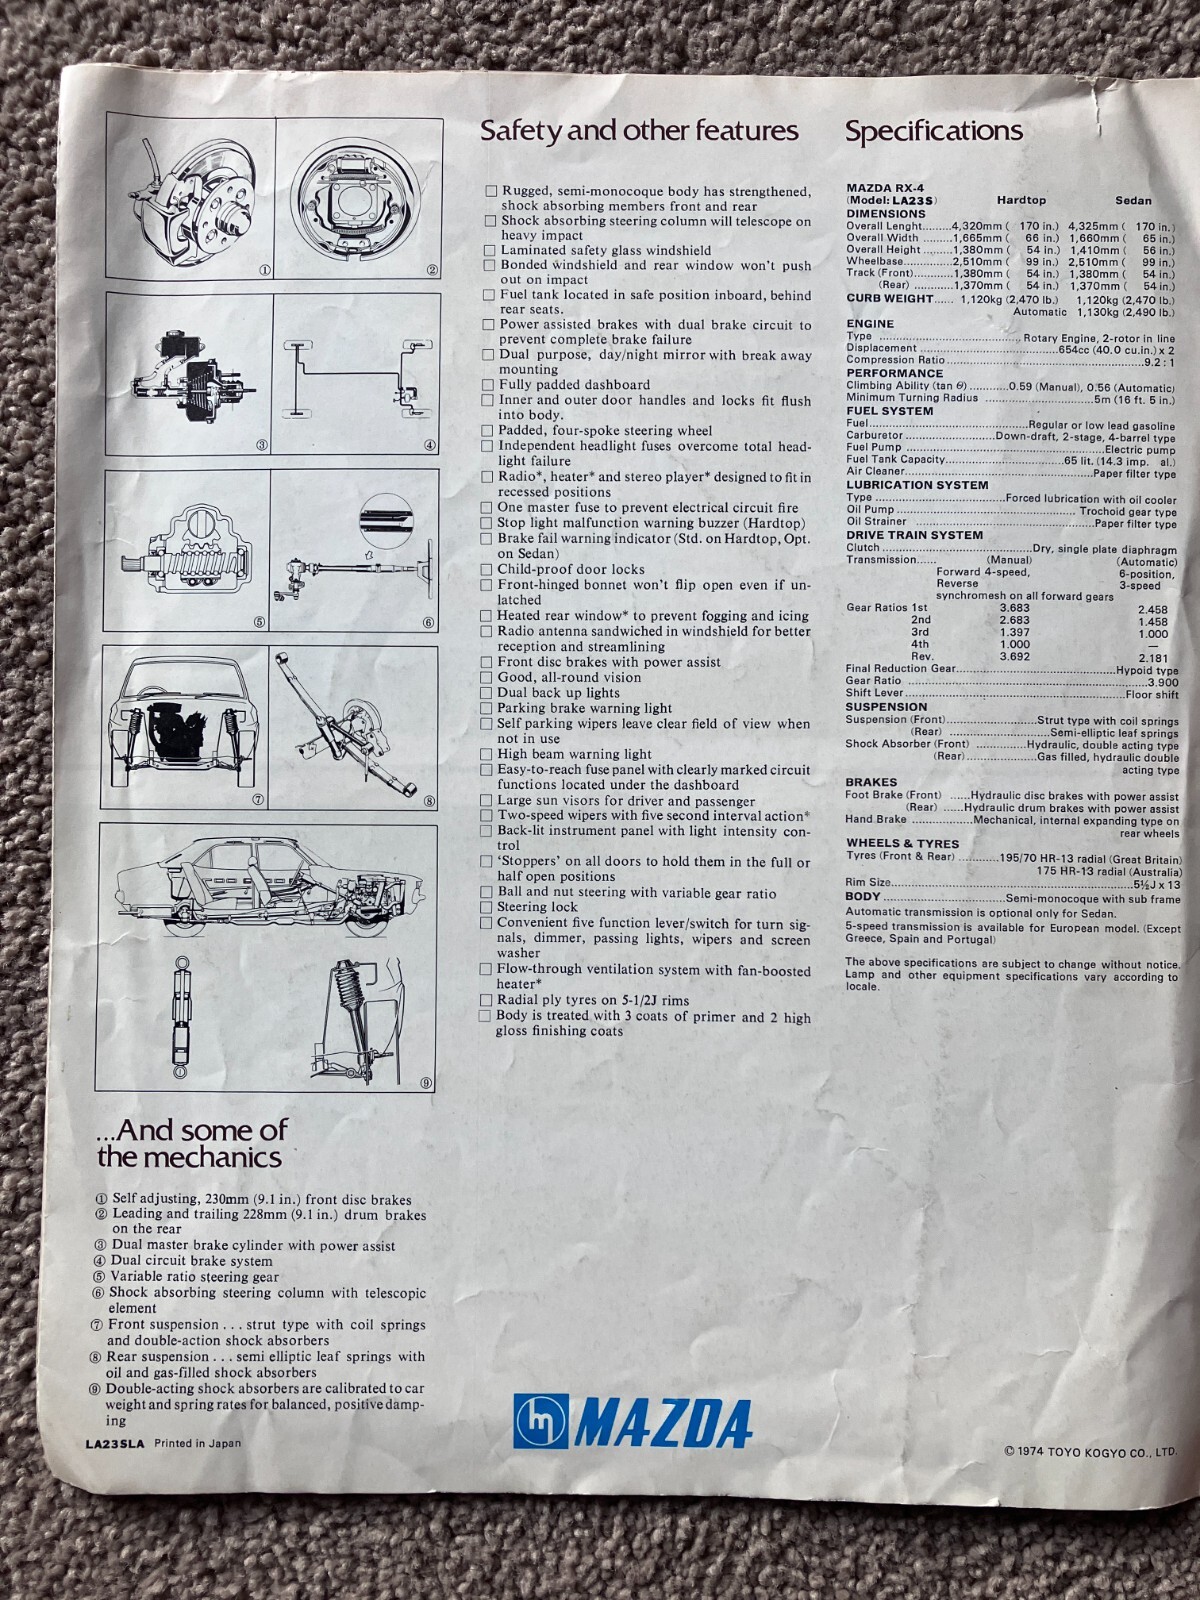 ①
②
③
④
⑤
⑥
⑦
⑧
⑨
...And some of
the mechanics
① Self adjusting, 230mm (9.1 in.) front disc brakes
② Leading and trailing 228mm (9.1 in.) drum brakes
on the rear
③ Dual master brake cylinder with power assist
④ Dual circuit brake system
⑤ Variable ratio steering gear
⑥ Shock absorbing steering column with telescopic
element
⑦ Front suspension . . . strut type with coil springs
and double-action shock absorbers
⑧ Rear suspension . . . semi elliptic leaf springs with
oil and gas-filled shock absorbers
⑨ Double-acting shock absorbers are calibrated to car
weight and spring rates for balanced, positive damp-
ing
LA23SLA Printed in Japan
Safety and other features
□ Rugged, semi-monocoque body has strengthened,
shock absorbing members front and rear
□ Shock absorbing steering column will telescope on
heavy impact
□ Laminated safety glass windshield
□ Bonded windshield and rear window won't push
out on impact
□ Fuel tank located in safe position inboard, behind
rear seats.
□ Power assisted brakes with dual brake circuit to
prevent complete brake failure
□ Dual purpose, day/night mirror with break away
mounting
□ Fully padded dashboard
□ Inner and outer door handles and locks fit flush
into body.
□ Padded, four-spoke steering wheel
□ Independent headlight fuses overcome total head-
light failure
□ Radio*, heater* and stereo player* designed to fit in
recessed positions
□ One master fuse to prevent electrical circuit fire
□ Stop light malfunction warning buzzer (Hardtop)
□ Brake fail warning indicator (Std. on Hardtop, Opt.
on Sedan)
□ Child-proof door locks
□ Front-hinged bonnet won't flip open even if un-
latched
□ Heated rear window* to prevent fogging and icing
□ Radio antenna sandwiched in windshield for better
reception and streamlining
□ Front disc brakes with power assist
□ Good, all-round vision
□ Dual back up lights
□ Parking brake warning light
□ Self parking wipers leave clear field of view when
not in use
□ High beam warning light
□ Easy-to-reach fuse panel with clearly marked circuit
functions located under the dashboard
□ Large sun visors for driver and passenger
□ Two-speed wipers with five second interval action*
□ Back-lit instrument panel with light intensity con-
trol
□ 'Stoppers' on all doors to hold them in the full or
half open positions
□ Ball and nut steering with variable gear ratio
□ Steering lock
□ Convenient five function lever/switch for turn sig-
nals, dimmer, passing lights, wipers and screen
washer
□ Flow-through ventilation system with fan-boosted
heater*
□ Radial ply tyres on 5-1/2J rims
□ Body is treated with 3 coats of primer and 2 high
gloss finishing coats
MAZDA
Specifications
MAZDA RX-4
(Model: LA23S) Hardtop Sedan
DIMENSIONS
Overall Lenght........4,320mm ( 170 in.) 4,325mm ( 170 in.)
Overall Width ........1,665mm ( 66 in.) 1,660mm ( 65 in.)
Overall Height ........1,380mm ( 54 in.) 1,410mm ( 56 in.)
Wheelbase..............2,510mm ( 99 in.) 2,510mm ( 99 in.)
Track (Front)............1,380mm ( 54 in.) 1,380mm ( 54 in.)
(Rear) ............1,370mm ( 54 in.) 1,370mm ( 54 in.)
CURB WEIGHT...... 1,120kg (2,470 lb.) 1,120kg (2,470 lb.)
Automatic 1,130kg (2,490 lb.)
ENGINE
Type ........................................ Rotary Engine, 2-rotor in line
Displacement ........................................654cc (40.0 cu.in.) x 2
Compression Ratio........................................9.2 : 1
PERFORMANCE
Climbing Ability (tan θ) ...........0.59 (Manual), 0.56 (Automatic)
Minimum Turning Radius ........................5m (16 ft. 5 in.)
FUEL SYSTEM
Fuel........................................Regular or low lead gasoline
Carburetor ........................Down-draft, 2-stage, 4-barrel type
Fuel Pump ........................................Electric pump
Fuel Tank Capacity........................65 lit. (14.3 imp. al.)
Air Cleaner........................................Paper filter type
LUBRICATION SYSTEM
Type ........................Forced lubrication with oil cooler
Oil Pump ........................................ Trochoid gear type
Oil Strainer ........................................Paper filter type
DRIVE TRAIN SYSTEM
Clutch ........................................Dry, single plate diaphragm
Transmission...... (Manual) (Automatic)
Forward 4-speed, 6-position,
Reverse 3-speed
synchromesh on all forward gears
Gear Ratios 1st 3.683 2.458
2nd 2.683 1.458
3rd 1.397 1.000
4th 1.000 —
Rev. 3.692 2.181
Final Reduction Gear........................................Hypoid type
Gear Ratio ........................................3.900
Shift Lever........................................Floor shift
SUSPENSION
Suspension (Front)........................Strut type with coil springs
(Rear) ........................Semi-elliptic leaf springs
Shock Absorber (Front) ............Hydraulic, double acting type
(Rear)..................Gas filled, hydraulic double
acting type
BRAKES
Foot Brake (Front) ......Hydraulic disc brakes with power assist
(Rear) ......Hydraulic drum brakes with power assist
Hand Brake ................Mechanical, internal expanding type on
rear wheels
WHEELS & TYRES
Tyres (Front & Rear) ...........195/70 HR-13 radial (Great Britain)
175 HR-13 radial (Australia)
Rim Size........................................5½J x 13
BODY ........................Semi-monocoque with sub frame
Automatic transmission is optional only for Sedan.
5-speed transmission is available for European model. (Except
Greece, Spain and Portugal)
The above specifications are subject to change without notice.
Lamp and other equipment specifications vary according to
locale.
© 1974 TOYO KOGYO CO., LTD.